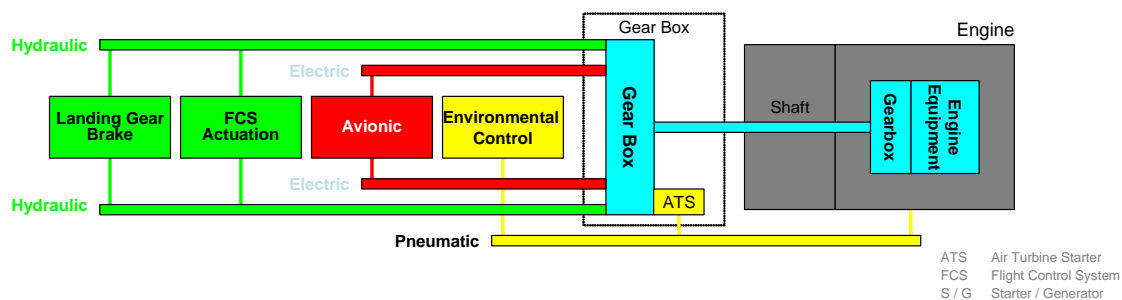 Gear Box
Engine
Hydraulic
Electric
Landing Gear
Brake
FCS
Actuation
Avionic
Environmental
Control
Gear Box
Shaft
Gearbox
Engine
Equipment
Electric
Hydraulic
ATS
Pneumatic
ATS Air Turbine Starter
FCS Flight Control System
S / G Starter / Generator